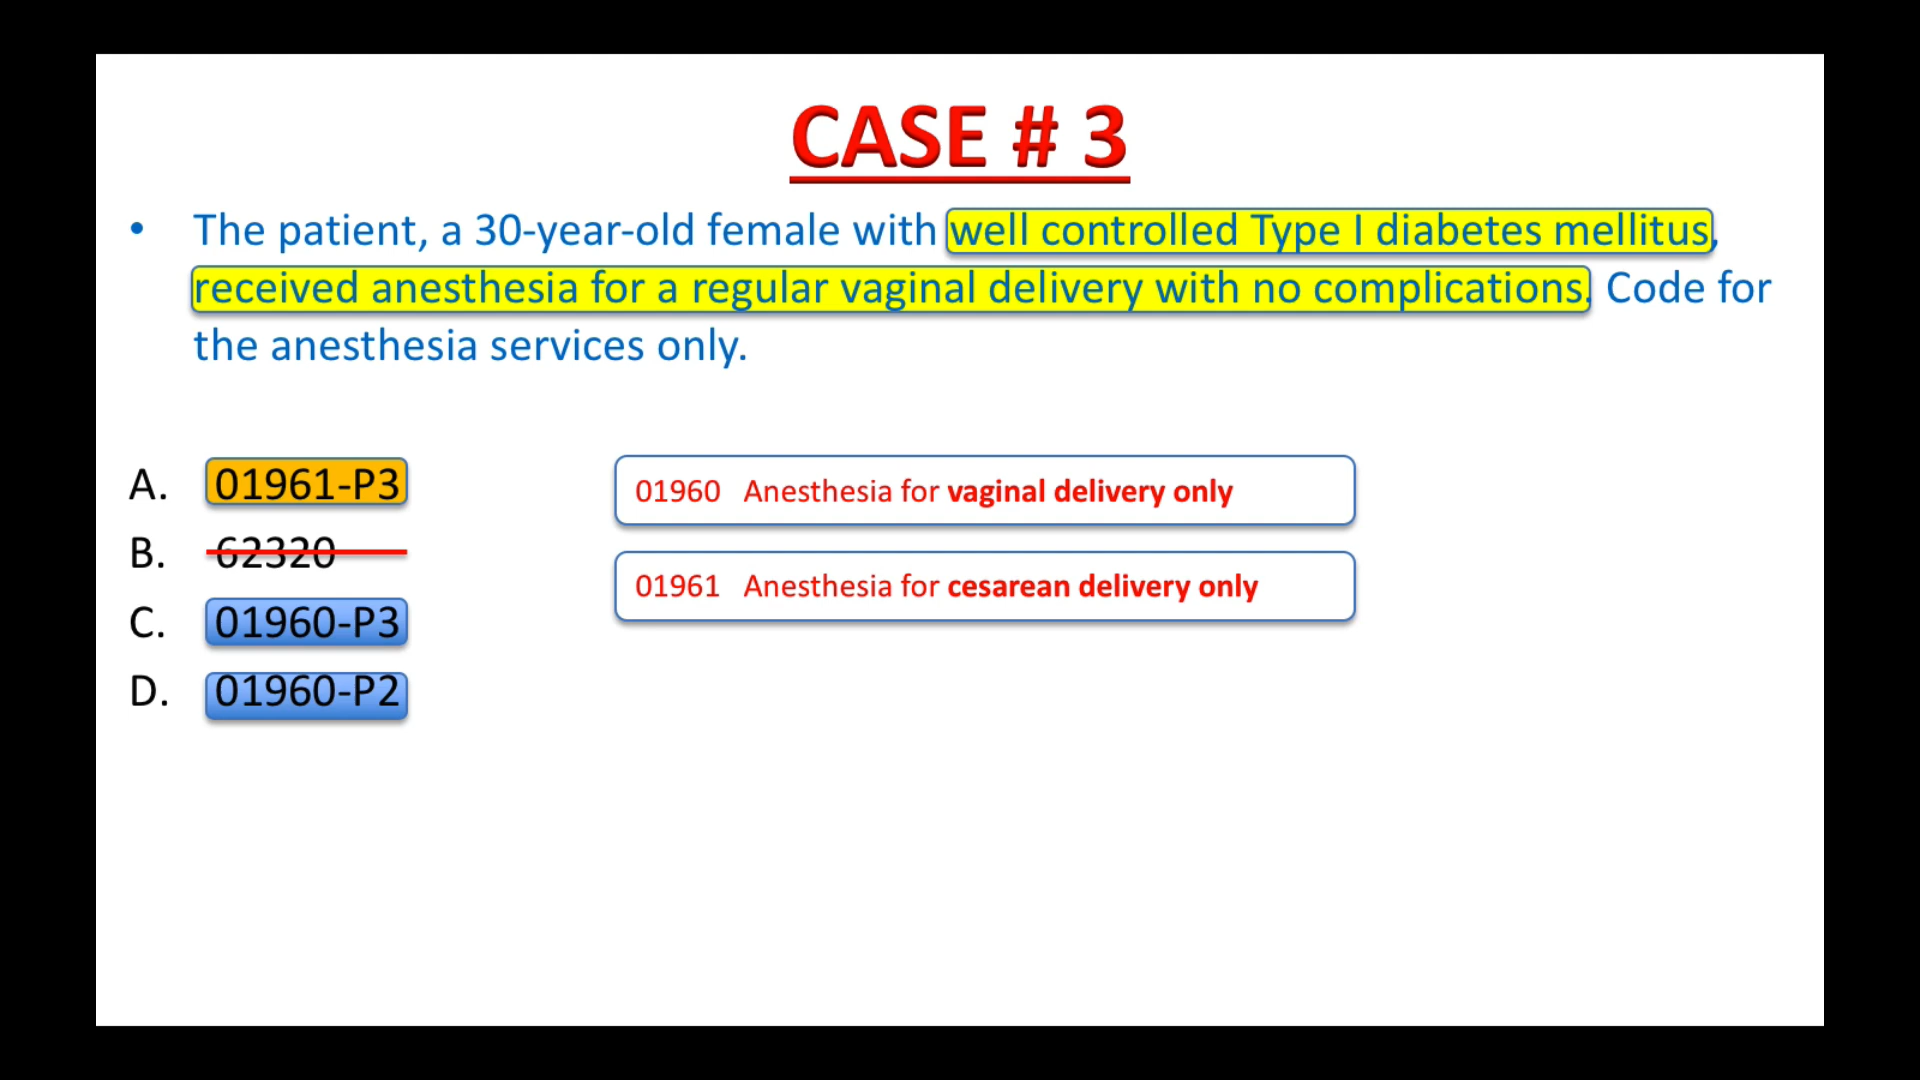 CASE # 3
• The patient, a 30-year-old female with well controlled Type I diabetes mellitus,
received anesthesia for a regular vaginal delivery with no complications. Code for
the anesthesia services only.
A. 01961-P3
01960 Anesthesia for vaginal delivery only
B. 62320
01961 Anesthesia for cesarean delivery only
C. 01960-P3
D. 01960-P2